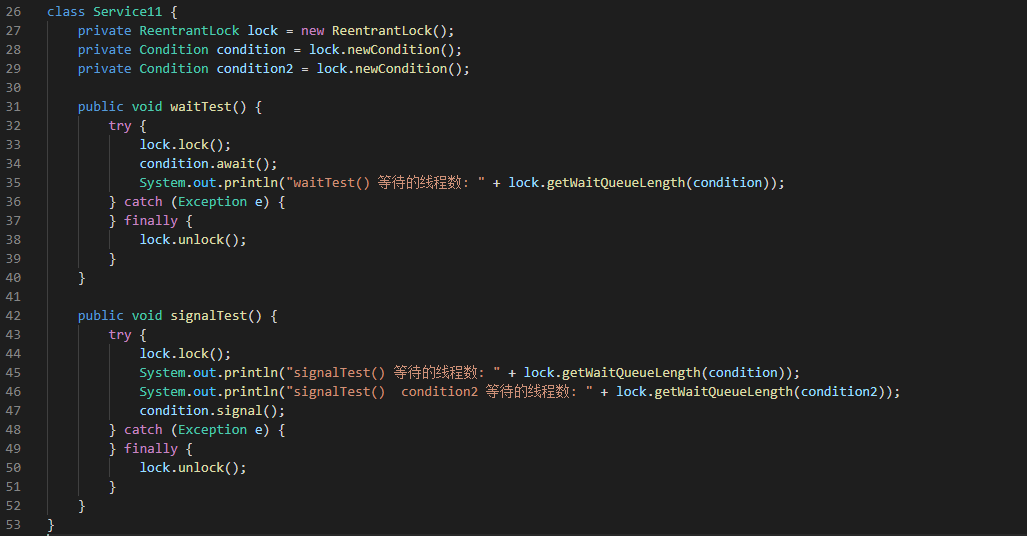 26 class Service11 {
27     private ReentrantLock lock = new ReentrantLock();
28     private Condition condition = lock.newCondition();
29     private Condition condition2 = lock.newCondition();
30
31     public void waitTest() {
32         try {
33             lock.lock();
34             condition.await();
35             System.out.println("waitTest() 等待的线程数: " + lock.getWaitQueueLength(condition));
36         } catch (Exception e) {
37         } finally {
38             lock.unlock();
39         }
40     }
41
42     public void signalTest() {
43         try {
44             lock.lock();
45             System.out.println("signalTest() 等待的线程数: " + lock.getWaitQueueLength(condition));
46             System.out.println("signalTest()  condition2 等待的线程数: " + lock.getWaitQueueLength(condition2));
47             condition.signal();
48         } catch (Exception e) {
49         } finally {
50             lock.unlock();
51         }
52     }
53 }